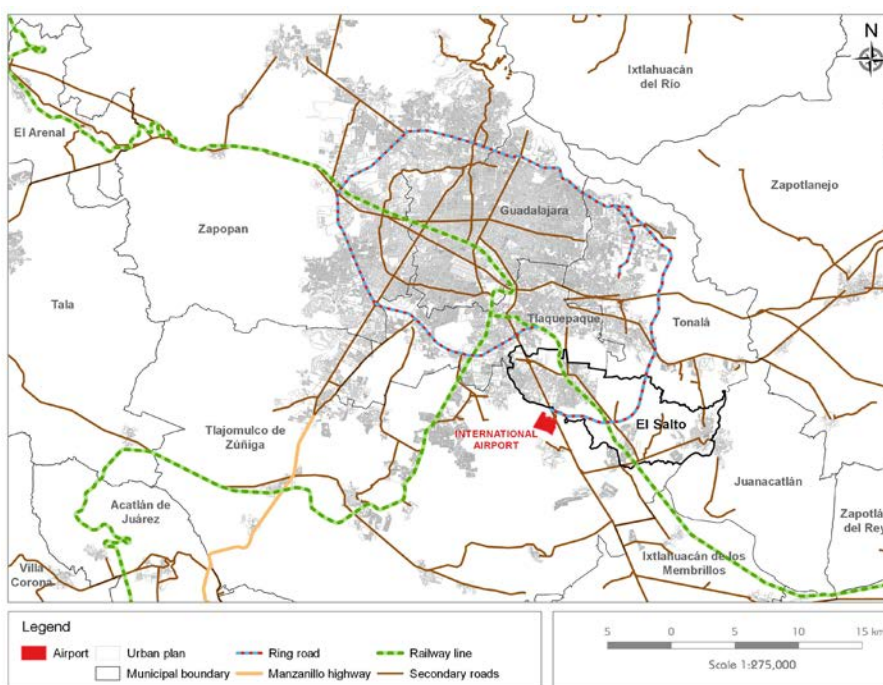 N
Ixtlahuacán
del Río
El Arenal
Zapotlanejo
Zapopan
Guadalajara
Tala
Tlaquepaque
Tonalá
Tlajomulco de
Zúñiga
INTERNATIONAL
AIRPORT
El Salto
Juanacatlán
Acatlán de
Juárez
Zapotlá
del Rey
Villa
Corona
Ixtlahuacán de los
Membrillos
Legend
Airport
Urban plan
Ring road
Railway line
Municipal boundary
Manzanillo highway
Secondary roads
5 0 5 10 15 km
Scale 1:275,000